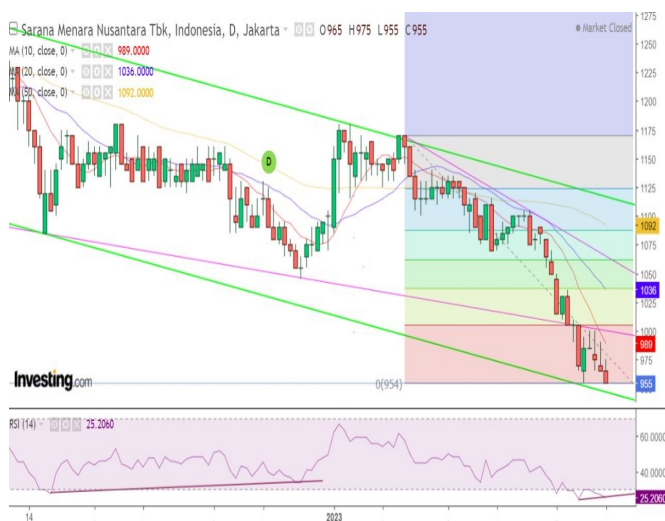 Sarana Menara Nusantara Tbk, Indonesia, D, Jakarta O965 H975 L955 C955
Market Closed
MA (10, close, 0) 989.0000
(20, close, 0) 1036.0000
(50, close, 0) 1092.0000
D
1275
1250
1225
1200
1175
1150
1125
1100
1092
1075
1050
1036
1025
1000
989
975
955
0(954)
Investing.com
RSI (14) 25.2060
60.0000
40.0000
25.2060
14
2023